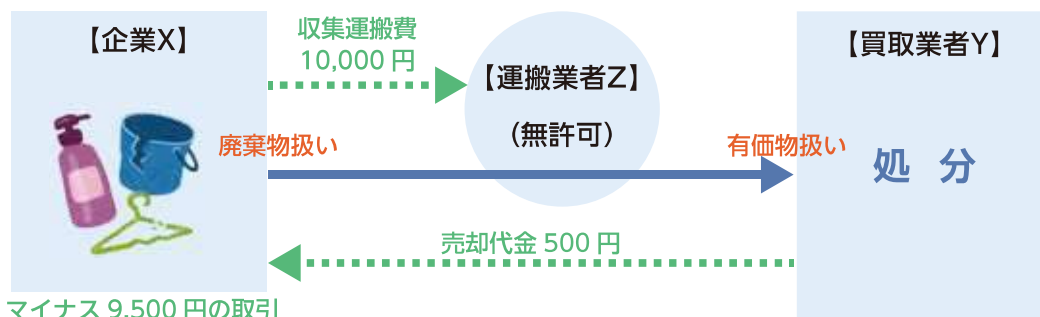 【企業X】
収集運搬費
10,000 円
【運搬業者Z】
（無許可）
【買取業者Y】
廃棄物扱い
有価物扱い
処 分
売却代金 500 円
マイナス 9,500 円の取引